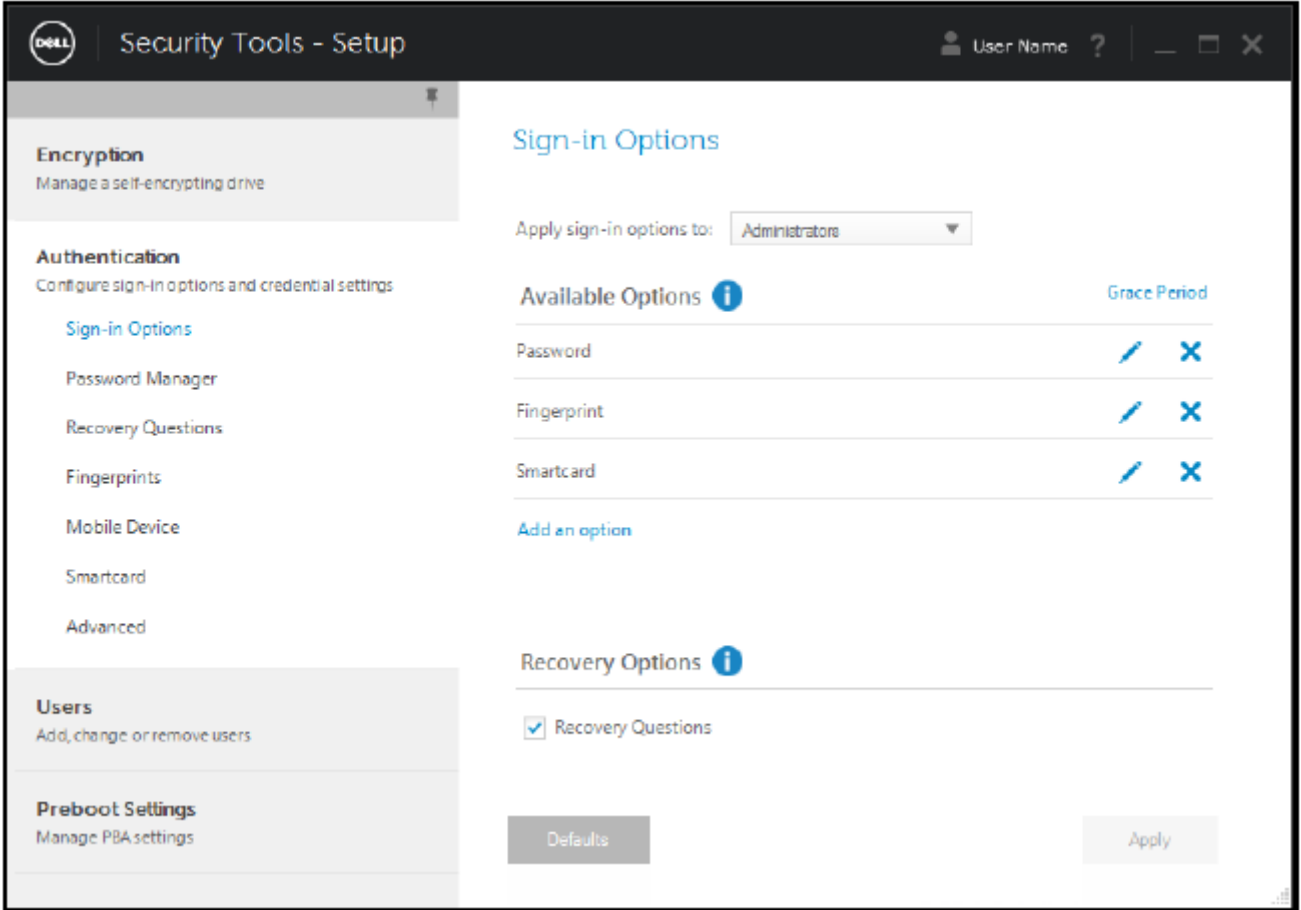 DELL
Security Tools - Setup
User Name ?
Encryption
Manage a self-encrypting drive
Authentication
Configure sign-in options and credential settings
Sign-in Options
Password Manager
Recovery Questions
Fingerprints
Mobile Device
Smartcard
Advanced
Users
Add, change or remove users
Preboot Settings
Manage PBA settings
Sign-in Options
Apply sign-in options to: Administrators
Available Options i Grace Period
Password
Fingerprint
Smartcard
Add an option
Recovery Options i
Recovery Questions
Defaults Apply